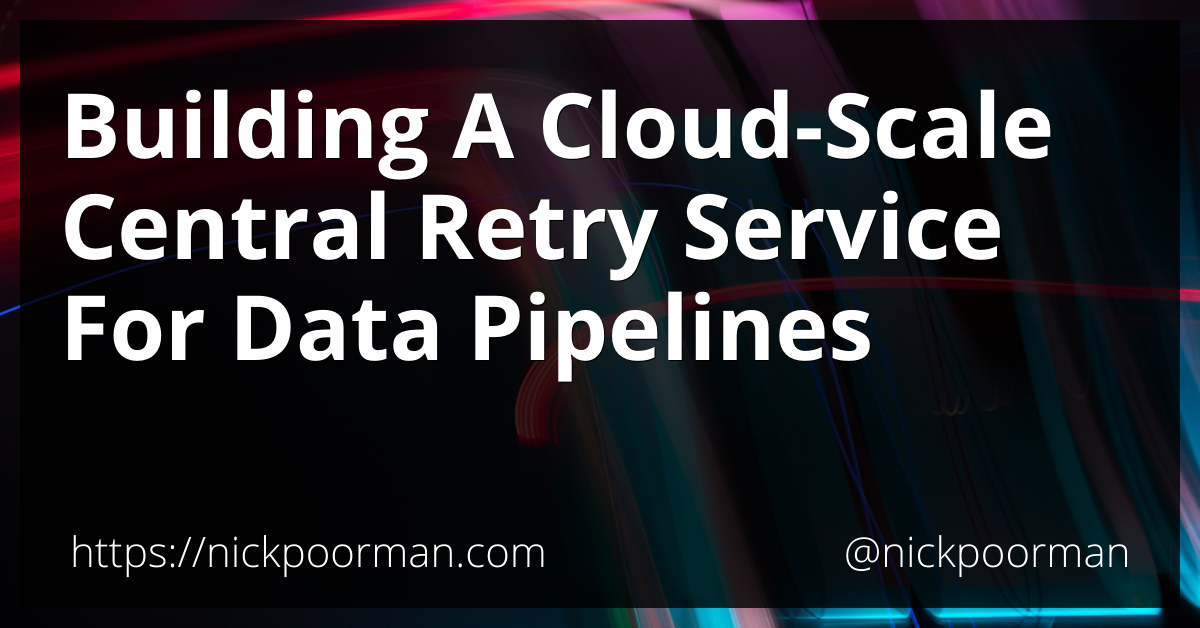 Building A Cloud-Scale
Central Retry Service
For Data Pipelines
https://nickpoorman.com
@nickpoorman